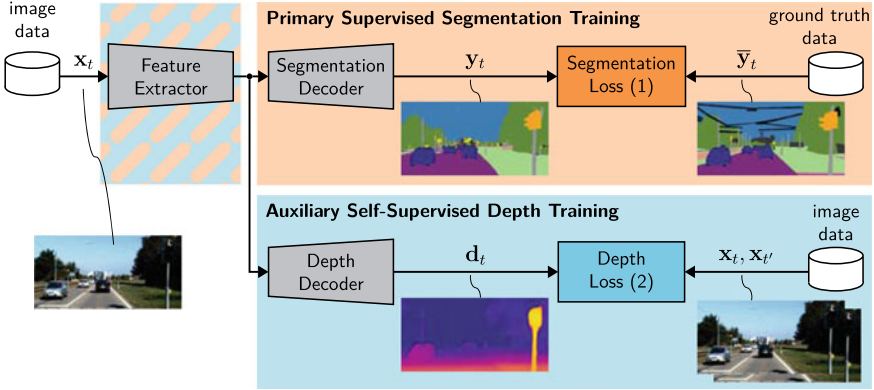 image
data
x_t
Feature
Extractor
Primary Supervised Segmentation Training
Segmentation
Decoder
y_t
Segmentation
Loss (1)
y̅_t
ground truth
data
Auxiliary Self-Supervised Depth Training
Depth
Decoder
d_t
Depth
Loss (2)
x_t, x_t′
image
data